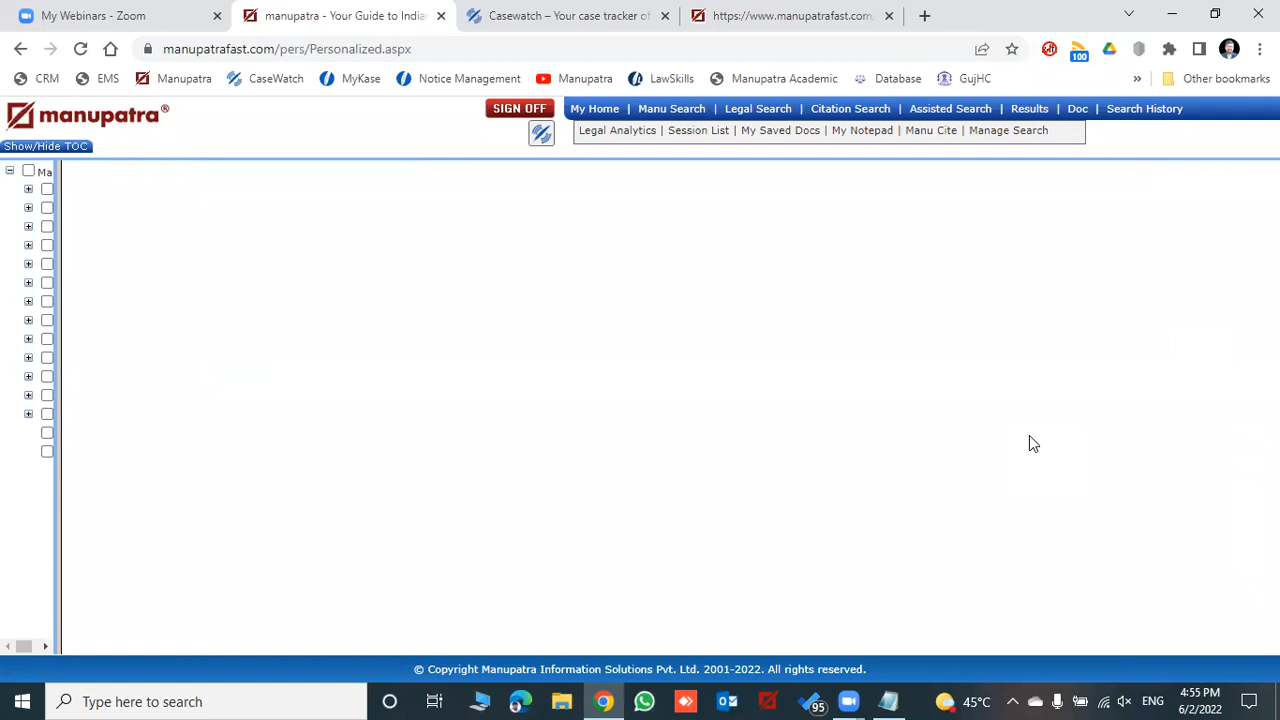 My Webinars - Zoom
manupatra - Your Guide to India
Casewatch – Your case tracker of
https://www.manupatrafast.com
manupatrafast.com/pers/Personalized.aspx
100
CRM
EMS
Manupatra
CaseWatch
MyKase
Notice Management
Manupatra
LawSkills
Manupatra Academic
Database
GujHC
»
Other bookmarks
manupatra®
SIGN OFF
My Home | Manu Search | Legal Search | Citation Search | Assisted Search | Results | Doc | Search History
Legal Analytics | Session List | My Saved Docs | My Notepad | Manu Cite | Manage Search
Show/Hide TOC
Ma
© Copyright Manupatra Information Solutions Pvt. Ltd. 2001-2022. All rights reserved.
Type here to search
95
45°C
ENG
4:55 PM
6/2/2022